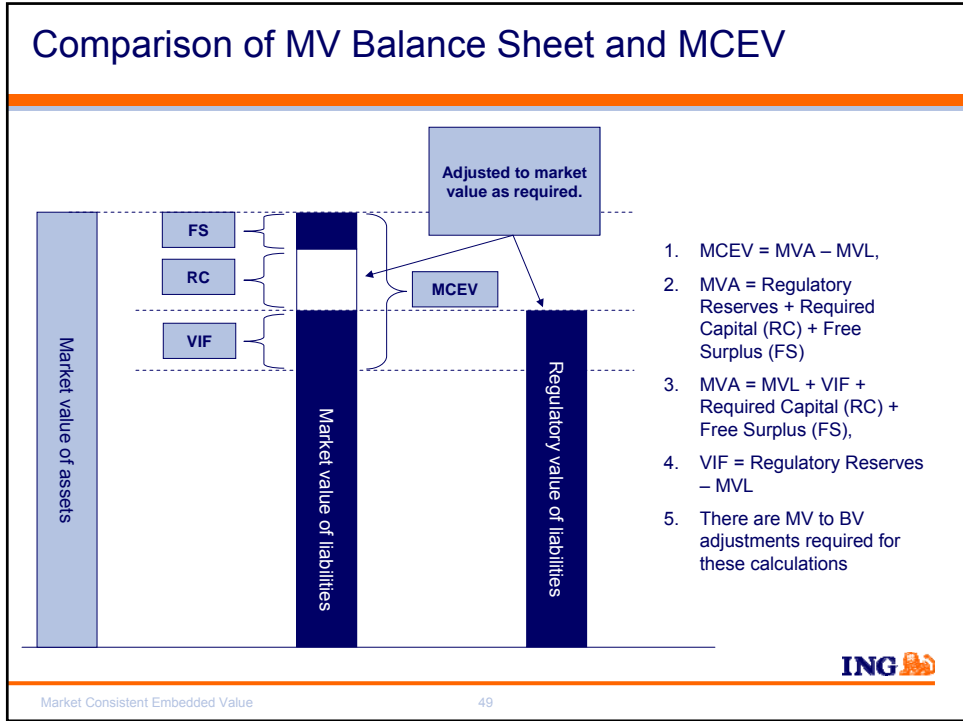 Comparison of MV Balance Sheet and MCEV
Adjusted to market
value as required.
FS
RC
MCEV
VIF
Market value of assets
Market value of liabilities
Regulatory value of liabilities
1. MCEV = MVA – MVL,
2. MVA = Regulatory
Reserves + Required
Capital (RC) + Free
Surplus (FS)
3. MVA = MVL + VIF +
Required Capital (RC) +
Free Surplus (FS),
4. VIF = Regulatory Reserves
– MVL
5. There are MV to BV
adjustments required for
these calculations
ING
Market Consistent Embedded Value 49